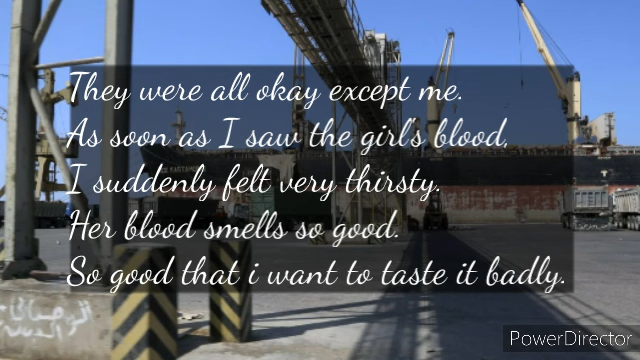 They were all okay except me.
As soon as I saw the girl's blood,
I suddenly felt very thirsty.
Her blood smells so good.
So good that i want to taste it badly.
PowerDirector